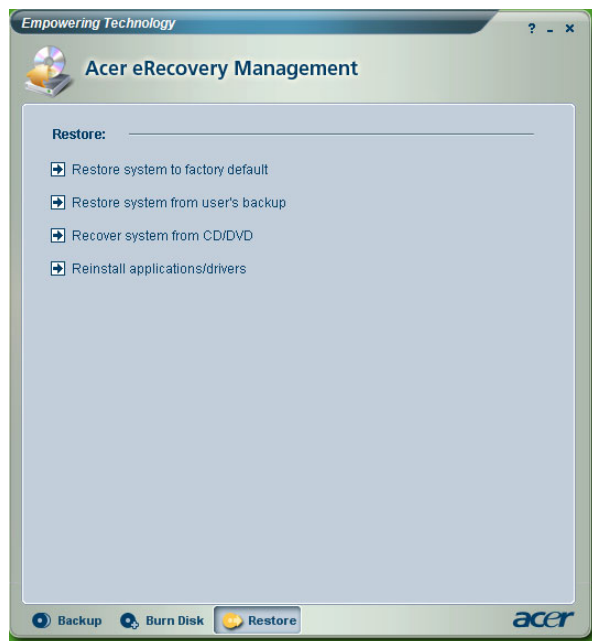 Empowering Technology
? - x
Acer eRecovery Management
Restore:
Restore system to factory default
Restore system from user's backup
Recover system from CD/DVD
Reinstall applications/drivers
Backup Burn Disk Restore acer